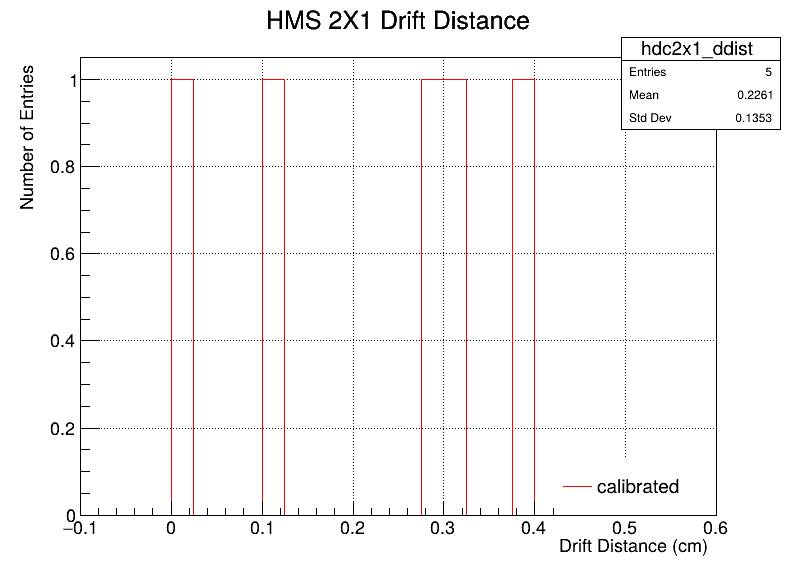 HMS 2X1 Drift Distance
hdc2x1_ddist
Entries 5
Mean 0.2261
Std Dev 0.1353
Number of Entries
1
0.8
0.6
0.4
0.2
0
−0.1 0 0.1 0.2 0.3 0.4 0.5 0.6
calibrated
Drift Distance (cm)